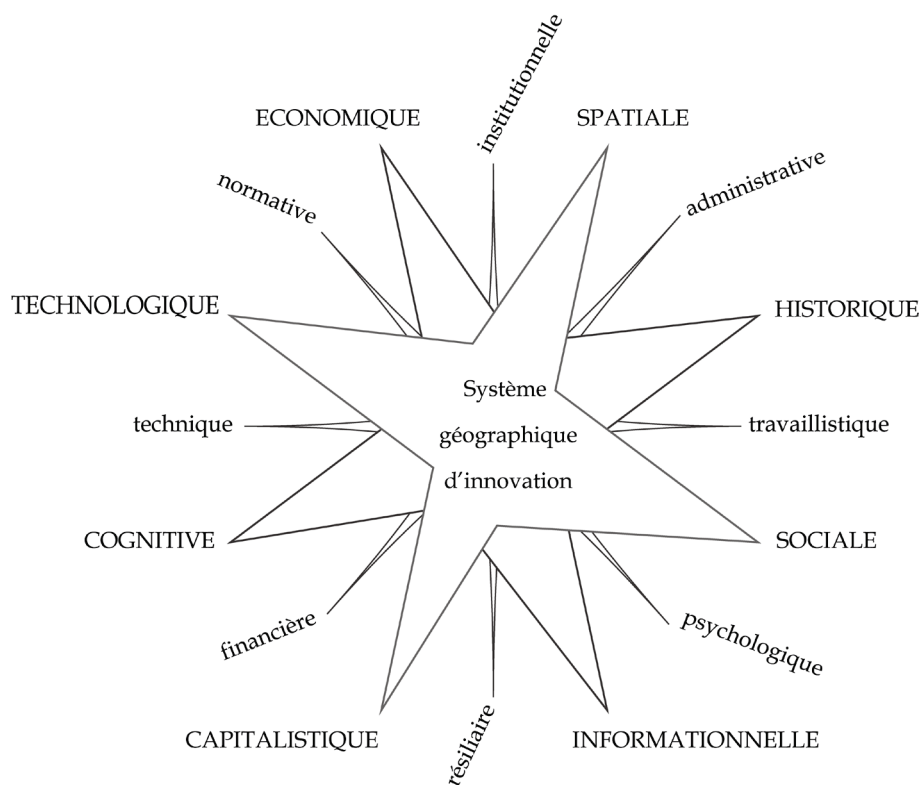 institutionnelle
ECONOMIQUE
SPATIALE
normative
administrative
TECHNOLOGIQUE
HISTORIQUE
Système
géographique
d'innovation
technique
travaillistique
COGNITIVE
SOCIALE
financière
psychologique
CAPITALISTIQUE
résiliaire
INFORMATIONNELLE